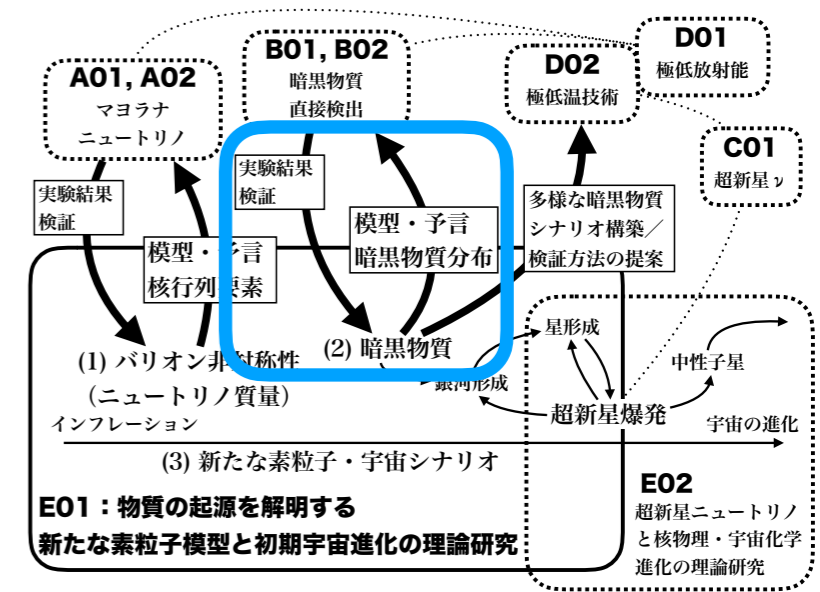 A01, A02
マヨラナ
ニュートリノ
B01, B02
暗黒物質
直接検出
D02
極低温技術
D01
極低放射能
C01
超新星ν
実験結果
検証
模型・予言
核行列要素
実験結果
検証
模型・予言
暗黒物質分布
多様な暗黒物質
シナリオ構築／
検証方法の提案
(1) バリオン非対称性
（ニュートリノ質量）
(2) 暗黒物質
銀河形成
星形成
超新星爆発
中性子星
インフレーション
宇宙の進化
(3) 新たな素粒子・宇宙シナリオ
E01：物質の起源を解明する
新たな素粒子模型と初期宇宙進化の理論研究
E02
超新星ニュートリノ
と核物理・宇宙化学
進化の理論研究